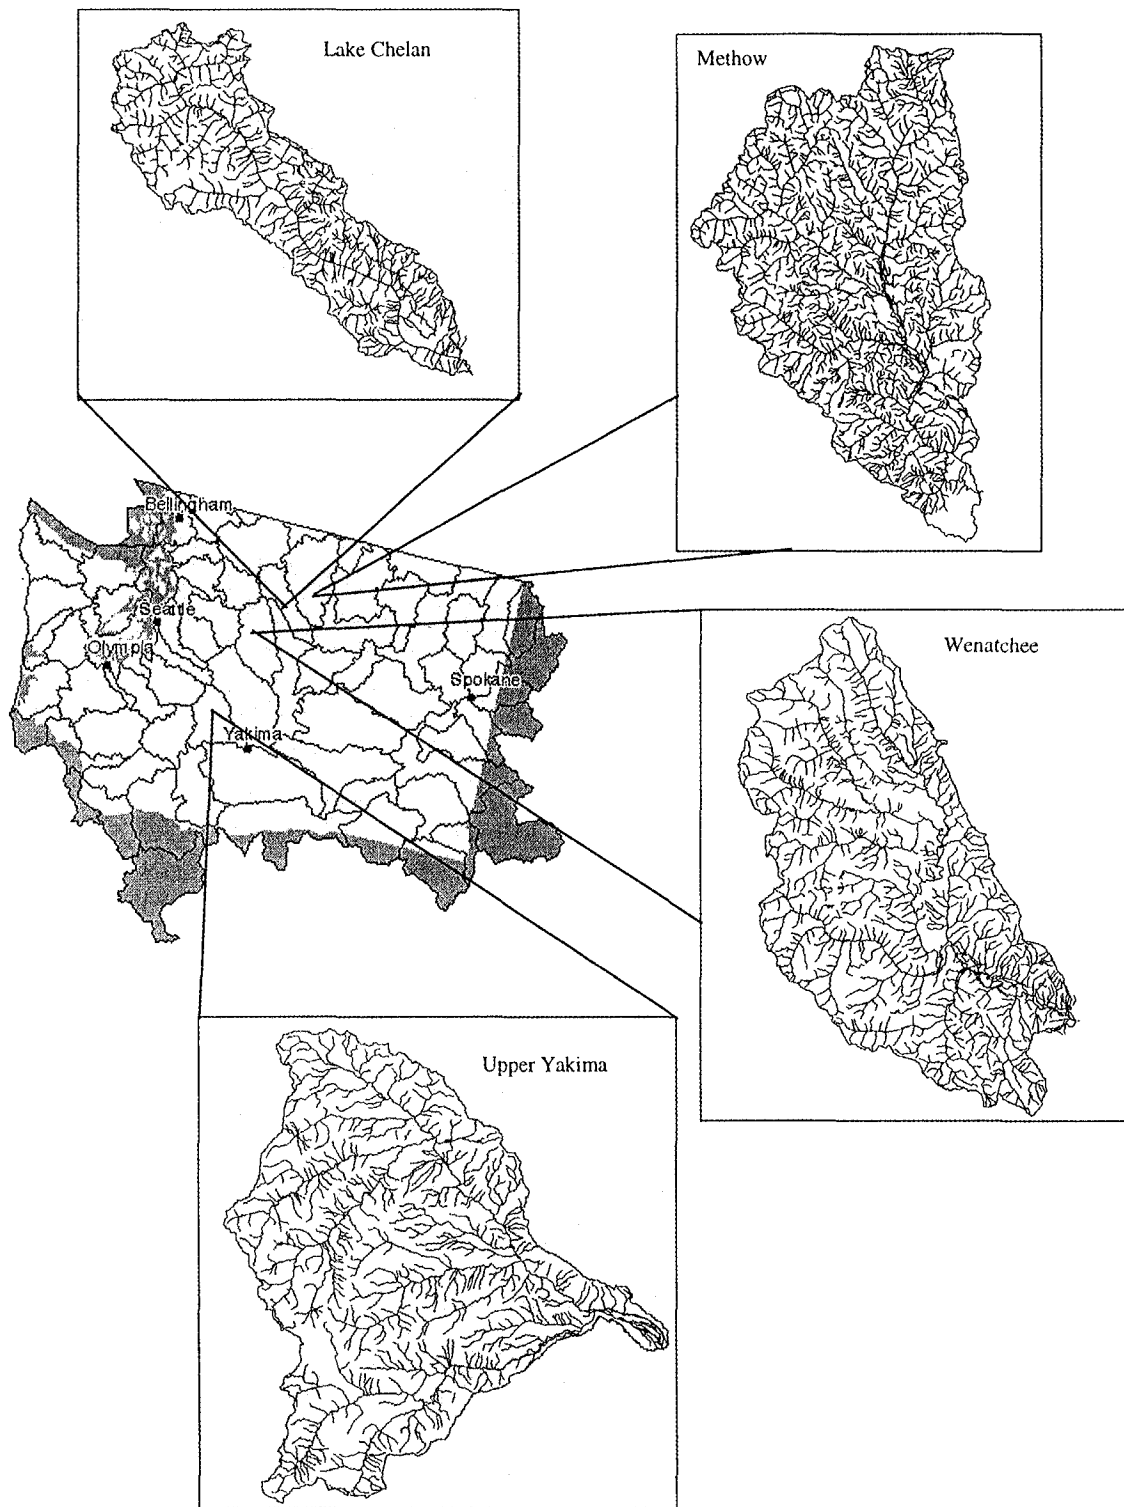 Lake Chelan
Methow
Bellingham
Seattle
Olympia
Spokane
Yakima
Wenatchee
Upper Yakima